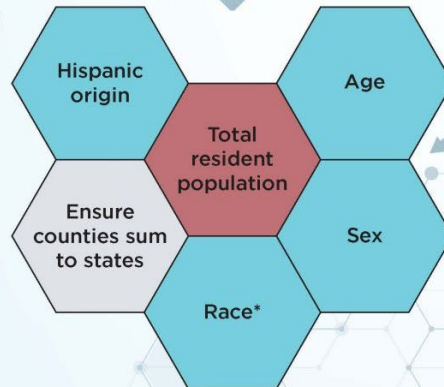 Hispanic
origin
Age
Total
resident
population
Ensure
counties sum
to states
Sex
Race*